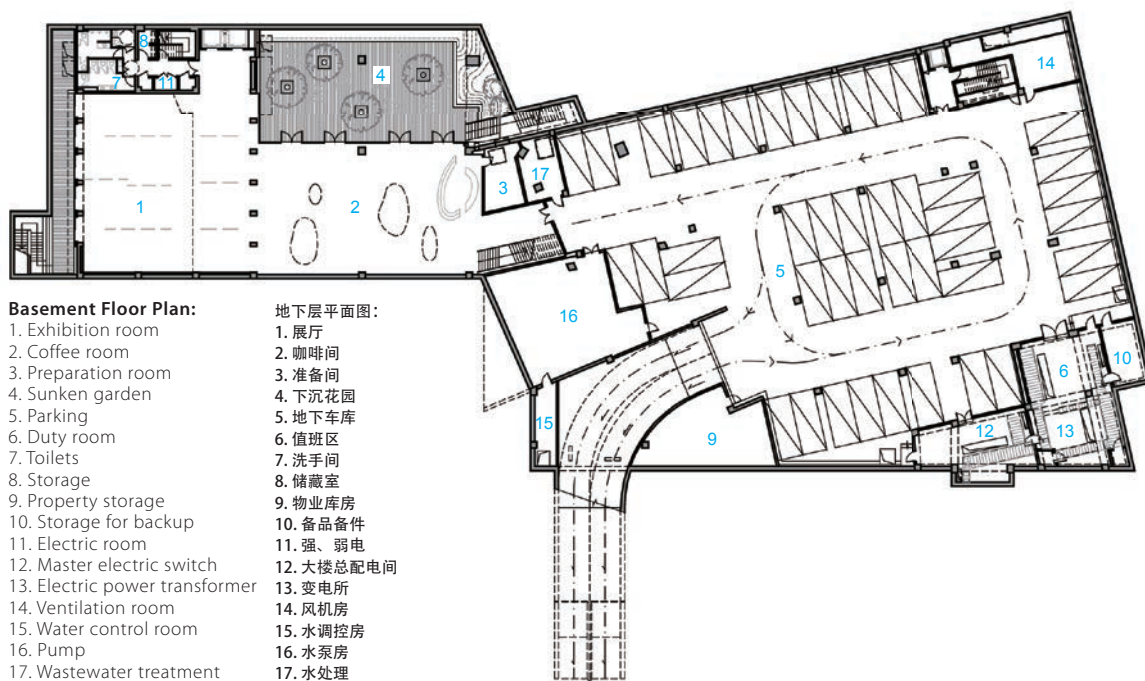 8
14
4
7
11
3
17
1
2
5
16
10
6
15
9
12
13
Basement Floor Plan:
1. Exhibition room
2. Coffee room
3. Preparation room
4. Sunken garden
5. Parking
6. Duty room
7. Toilets
8. Storage
9. Property storage
10. Storage for backup
11. Electric room
12. Master electric switch
13. Electric power transformer
14. Ventilation room
15. Water control room
16. Pump
17. Wastewater treatment
地下层平面图：
1. 展厅
2. 咖啡间
3. 准备间
4. 下沉花园
5. 地下车库
6. 值班区
7. 洗手间
8. 储藏室
9. 物业库房
10. 备品备件
11. 强、弱电
12. 大楼总配电间
13. 变电所
14. 风机房
15. 水调控房
16. 水泵房
17. 水处理